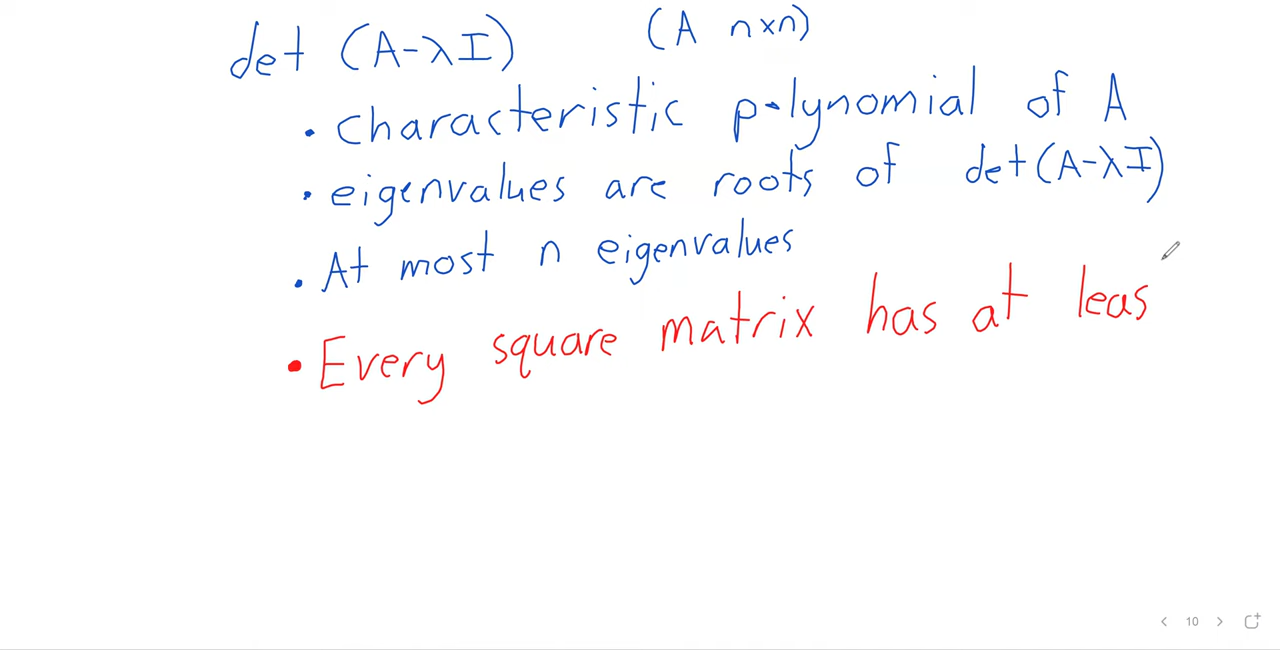 det (A-λI) (A n×n)
• characteristic polynomial of A
• eigenvalues are roots of det(A-λI)
• At most n eigenvalues
• Every square matrix has at leas
< 10 >